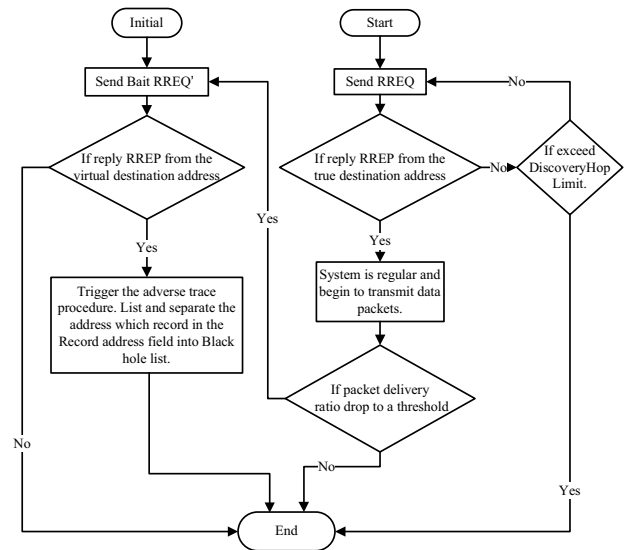 Initial
Send Bait RREQ'
If reply RREP from the
virtual destination address
Yes
Trigger the adverse trace
procedure. List and separate the
address which record in the
Record address field into Black
hole list.
No
Start
Send RREQ
If reply RREP from the
true destination address
No
If exceed
DiscoveryHop
Limit.
No
Yes
Yes
System is regular and
begin to transmit data
packets.
If packet delivery
ratio drop to a threshold
Yes
No
End